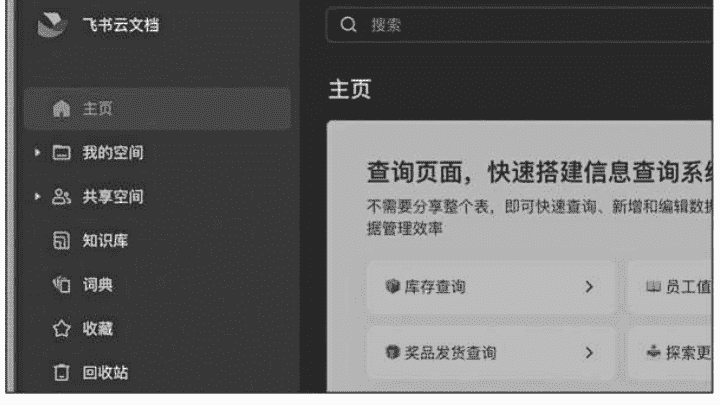 飞书云文档
搜索
主页
主页
我的空间
共享空间
知识库
词典
收藏
回收站
查询页面，快速搭建信息查询系统
不需要分享整个表，即可快速查询、新增和编辑数据
据管理效率
库存查询
员工值
奖品发货查询
探索更